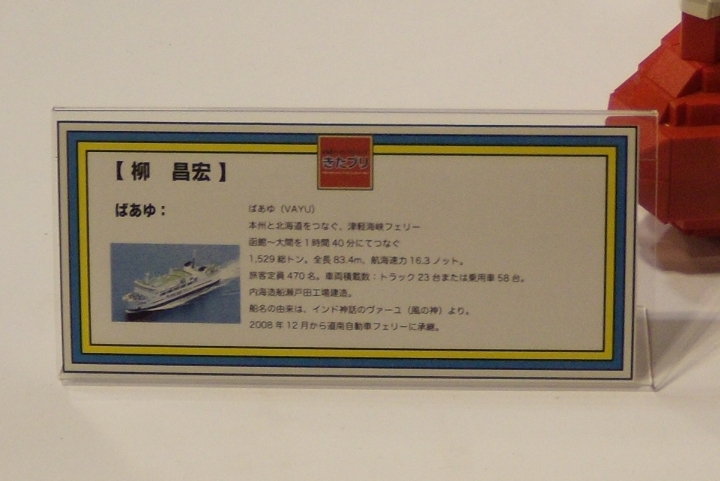 きたブリ
【 柳　昌宏 】
ばあゆ：
ばあゆ（VAYU）
本州と北海道をつなぐ、津軽海峡フェリー
函館～大間を1時間40分にてつなぐ
1,529総トン。全長83.4m、航海速力16.3ノット。
旅客定員470名。車両積載数：トラック23台または乗用車58台。
内海造船瀬戸田工場建造。
船名の由来は、インド神話のヴァーユ（風の神）より。
2008年12月から道南自動車フェリーに承継。